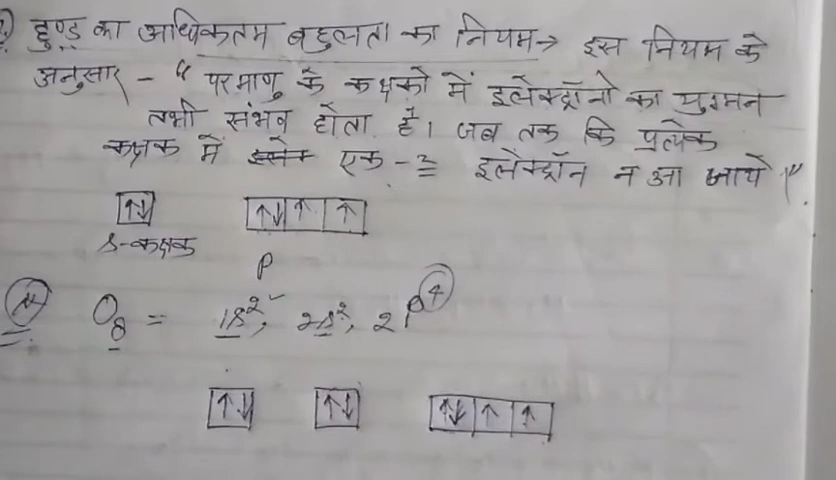 हुण्ड का अधिकतम बहुलता का नियम → इस नियम के
अनुसार - " परमाणु के कक्षकों में इलेक्ट्रॉनों का युग्मन
तभी संभव होता है। जब तक कि प्रत्येक
कक्षक में एक-२ इलेक्ट्रॉन न आ जाये।"
↑↓ ↑↓ ↑ ↑
s-कक्षक
P
O₈ = 1s², 2s², 2P⁴
↑↓ ↑↓ ↑↓ ↑ ↑